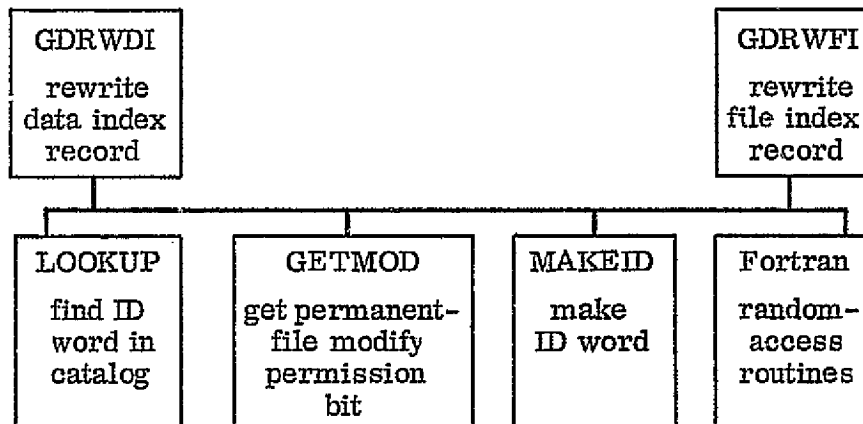 GDRWDI
rewrite
data index
record
GDRWFI
rewrite
file index
record
LOOKUP
find ID
word in
catalog
GETMOD
get permanent-
file modify
permission
bit
MAKEID
make
ID word
Fortran
random-
access
routines